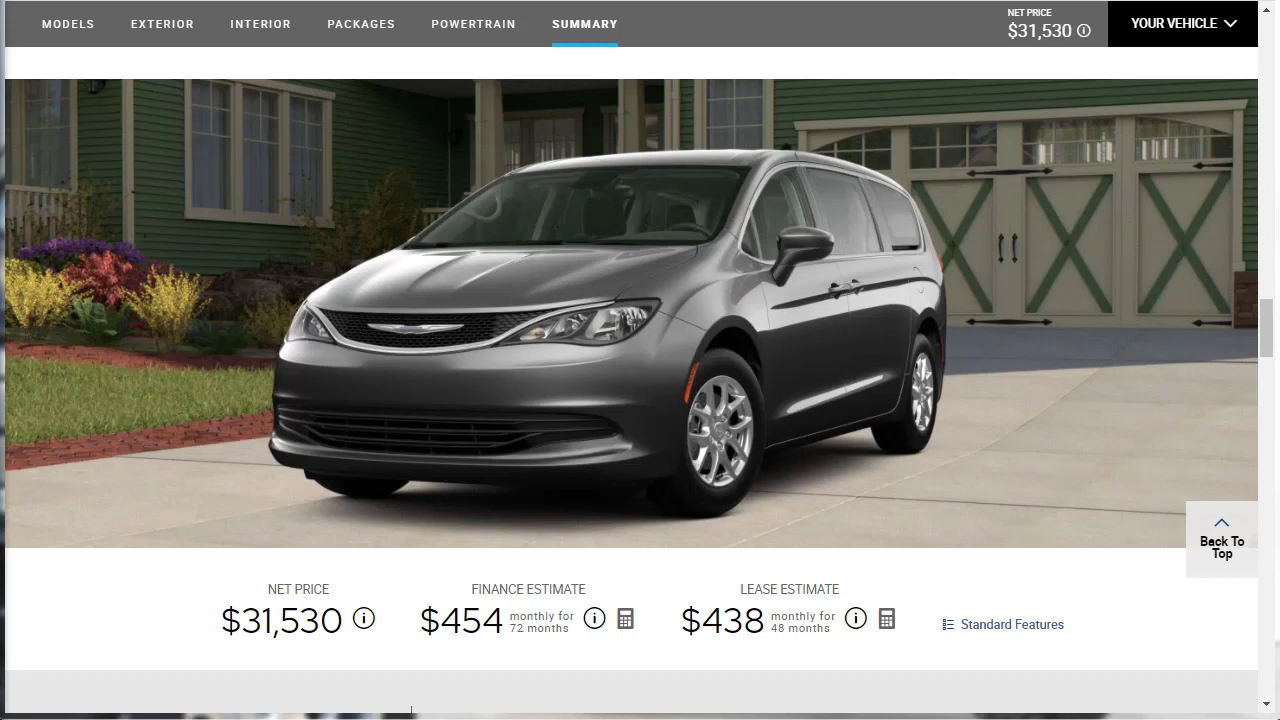 MODELS EXTERIOR INTERIOR PACKAGES POWERTRAIN SUMMARY
NET PRICE
$31,530
YOUR VEHICLE
Back To
Top
NET PRICE
$31,530
FINANCE ESTIMATE
$454 monthly for
72 months
LEASE ESTIMATE
$438 monthly for
48 months
Standard Features